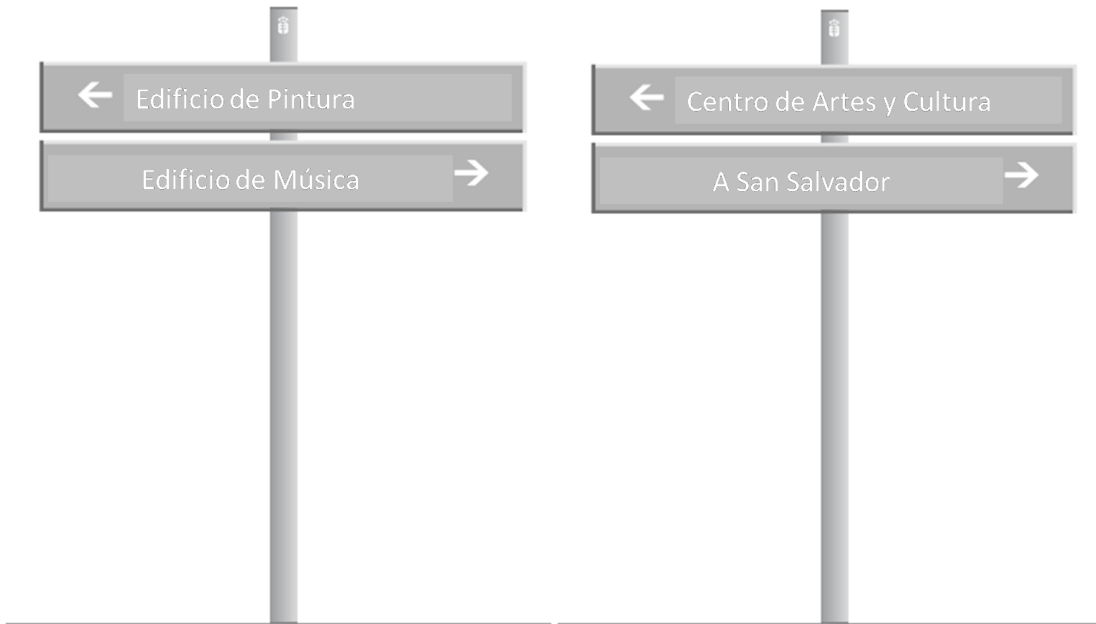 Edificio de Pintura
Edificio de Música
Centro de Artes y Cultura
A San Salvador